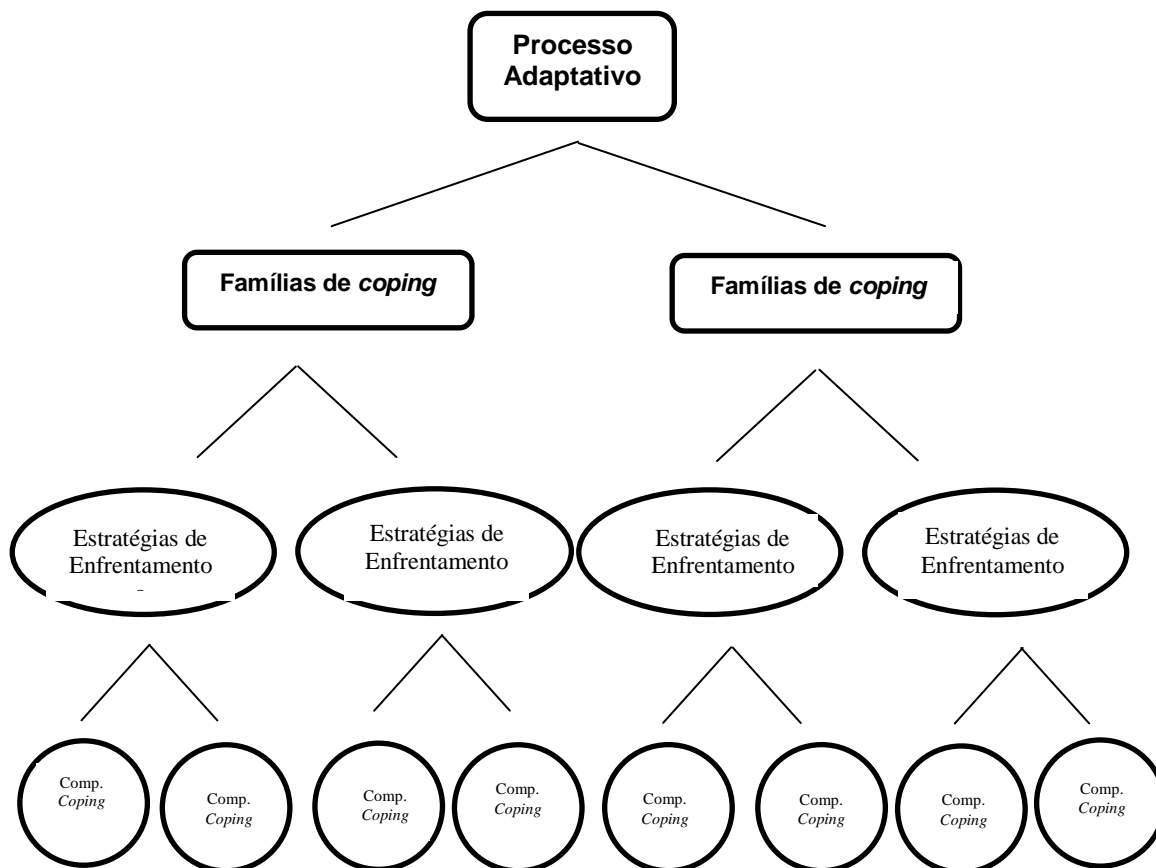 Processo
Adaptativo
Famílias de coping
Famílias de coping
Estratégias de
Enfrentamento
Estratégias de
Enfrentamento
Estratégias de
Enfrentamento
Estratégias de
Enfrentamento
Comp.
Coping
Comp.
Coping
Comp.
Coping
Comp.
Coping
Comp.
Coping
Comp.
Coping
Comp.
Coping
Comp.
Coping